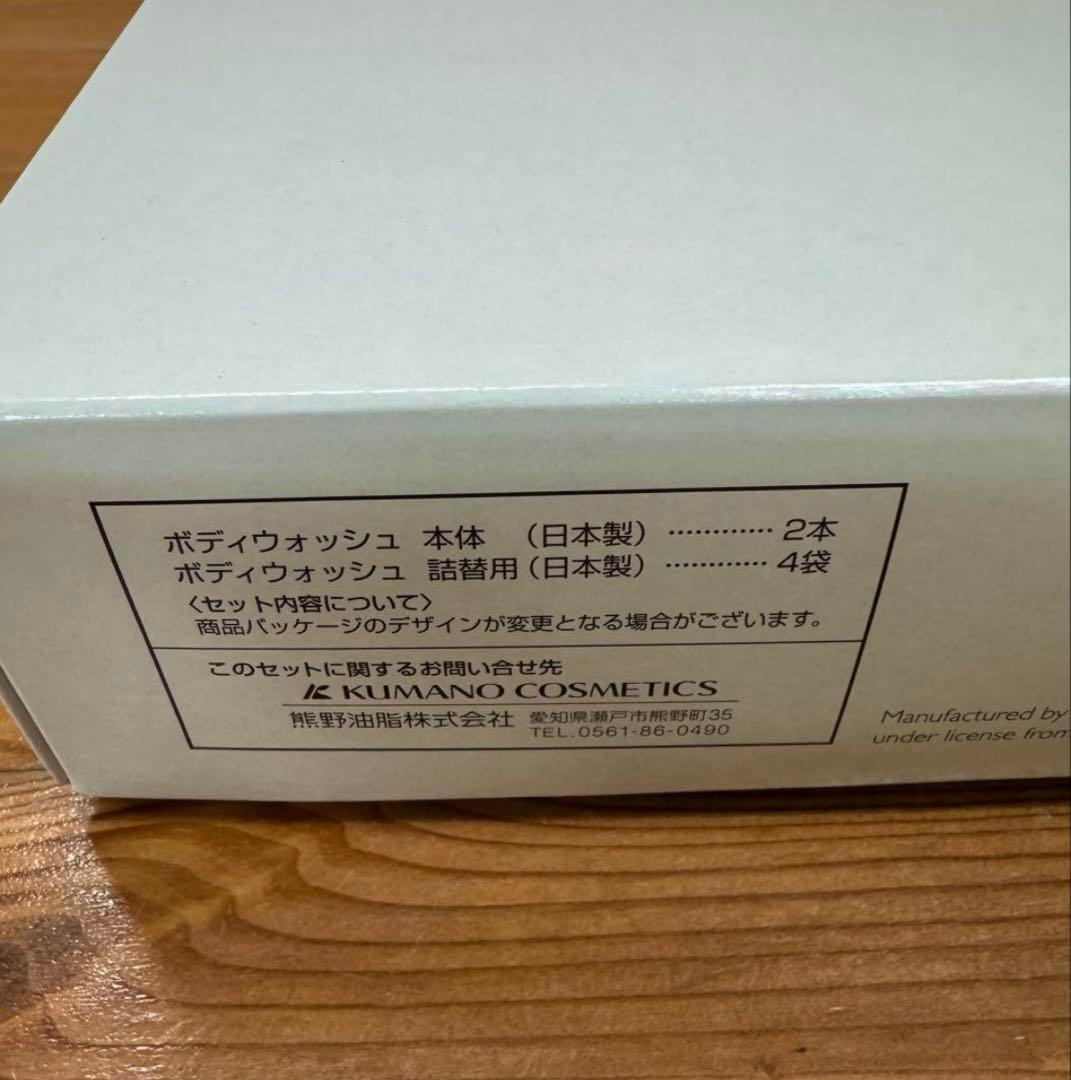 ボディウォッシュ 本体 (日本製) ………… 2本
ボディウォッシュ 詰替用 (日本製) ………… 4袋
〈セット内容について〉
商品パッケージのデザインが変更となる場合がございます。
このセットに関するお問い合せ先
KUMANO COSMETICS
熊野油脂株式会社 愛知県瀬戸市熊野町35
TEL.0561-86-0490
Manufactured by
under license from